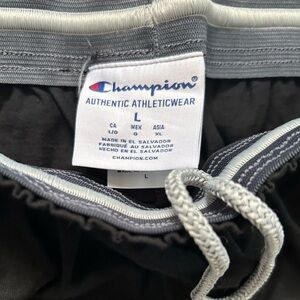 Champion
AUTHENTIC ATHLETICWEAR
L
CA MEX ASIA
L/G G XL
MADE IN EL SALVADOR
FABRIQUÉ AU SALVADOR
HECHO EN EL SALVADOR
CHAMPION.COM
L